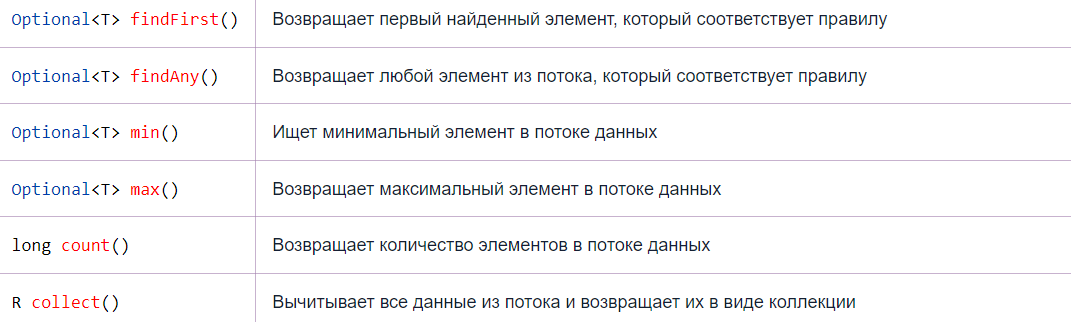 Optional<T> findFirst() Возвращает первый найденный элемент, который соответствует правилу
Optional<T> findAny() Возвращает любой элемент из потока, который соответствует правилу
Optional<T> min() Ищет минимальный элемент в потоке данных
Optional<T> max() Возвращает максимальный элемент в потоке данных
long count() Возвращает количество элементов в потоке данных
R collect() Вычитывает все данные из потока и возвращает их в виде коллекции